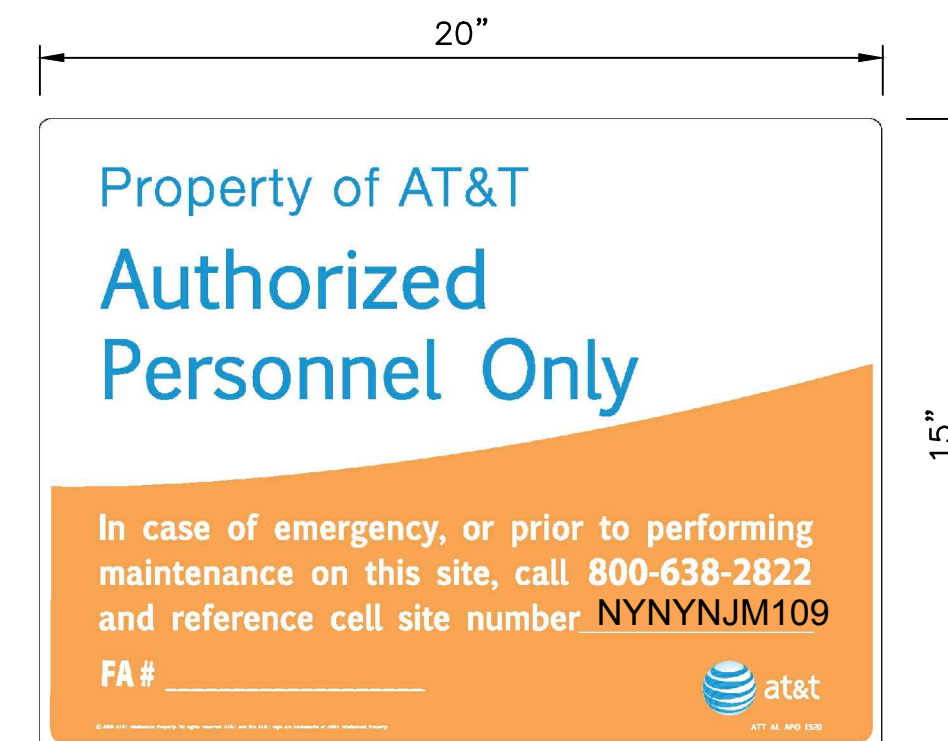 20”
Property of AT&T
Authorized
Personnel Only
15”
In case of emergency, or prior to performing
maintenance on this site, call 800-638-2822
and reference cell site number NYNYNJM109
FA # ____________________
at&t
ATT AL APO 1520